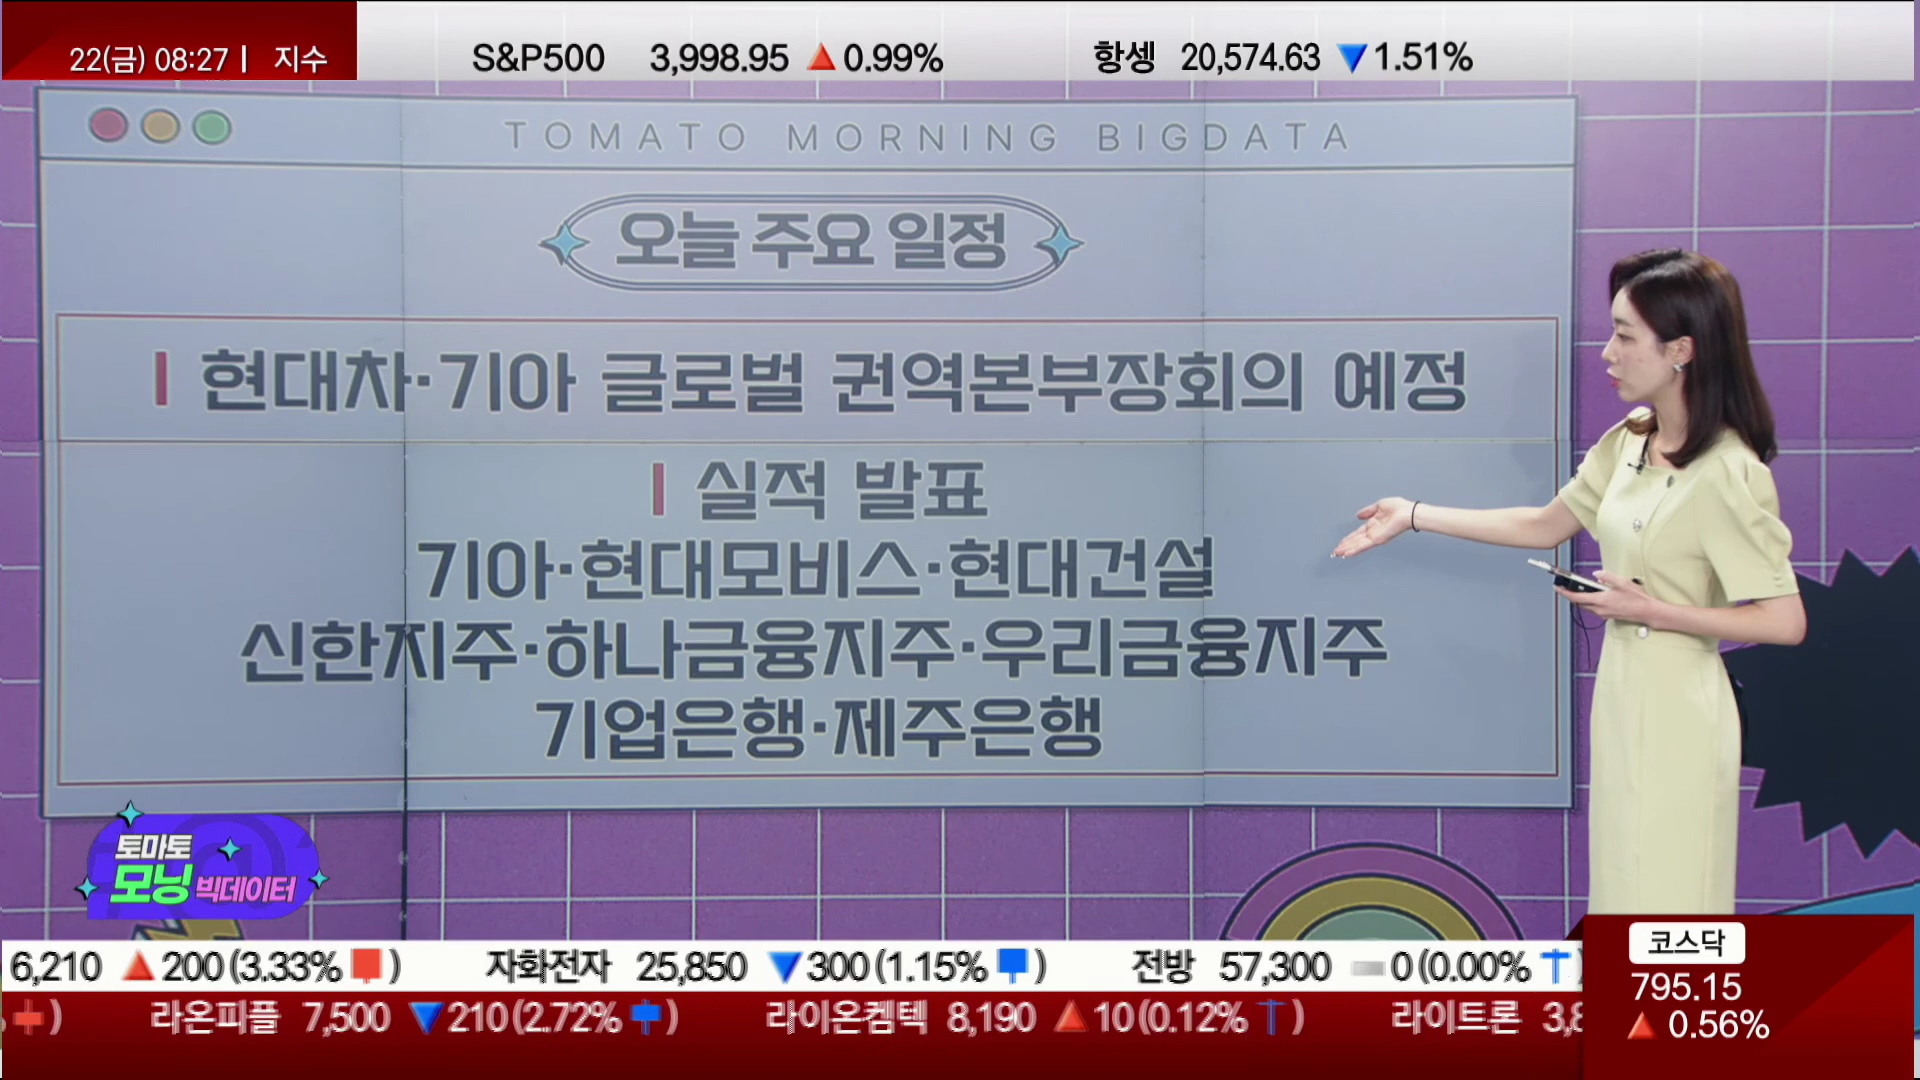 22(금) 08:27 | 지수 S&P500 3,998.95 ▲ 0.99% 항셍 20,574.63 ▼ 1.51%
TOMATO MORNING BIGDATA
오늘 주요 일정
현대차·기아 글로벌 권역본부장회의 예정
실적 발표
기아·현대모비스·현대건설
신한지주·하나금융지주·우리금융지주
기업은행·제주은행
토마토
모닝 빅데이터
6,210 ▲200(3.33% ) 자화전자 25,850 ▼300(1.15% ) 전방 57,300 0(0.00% )
라온피플 7,500 ▼210(2.72% ) 라이온켐텍 8,190 ▲10(0.12% ) 라이트론
코스닥
795.15
▲ 0.56%